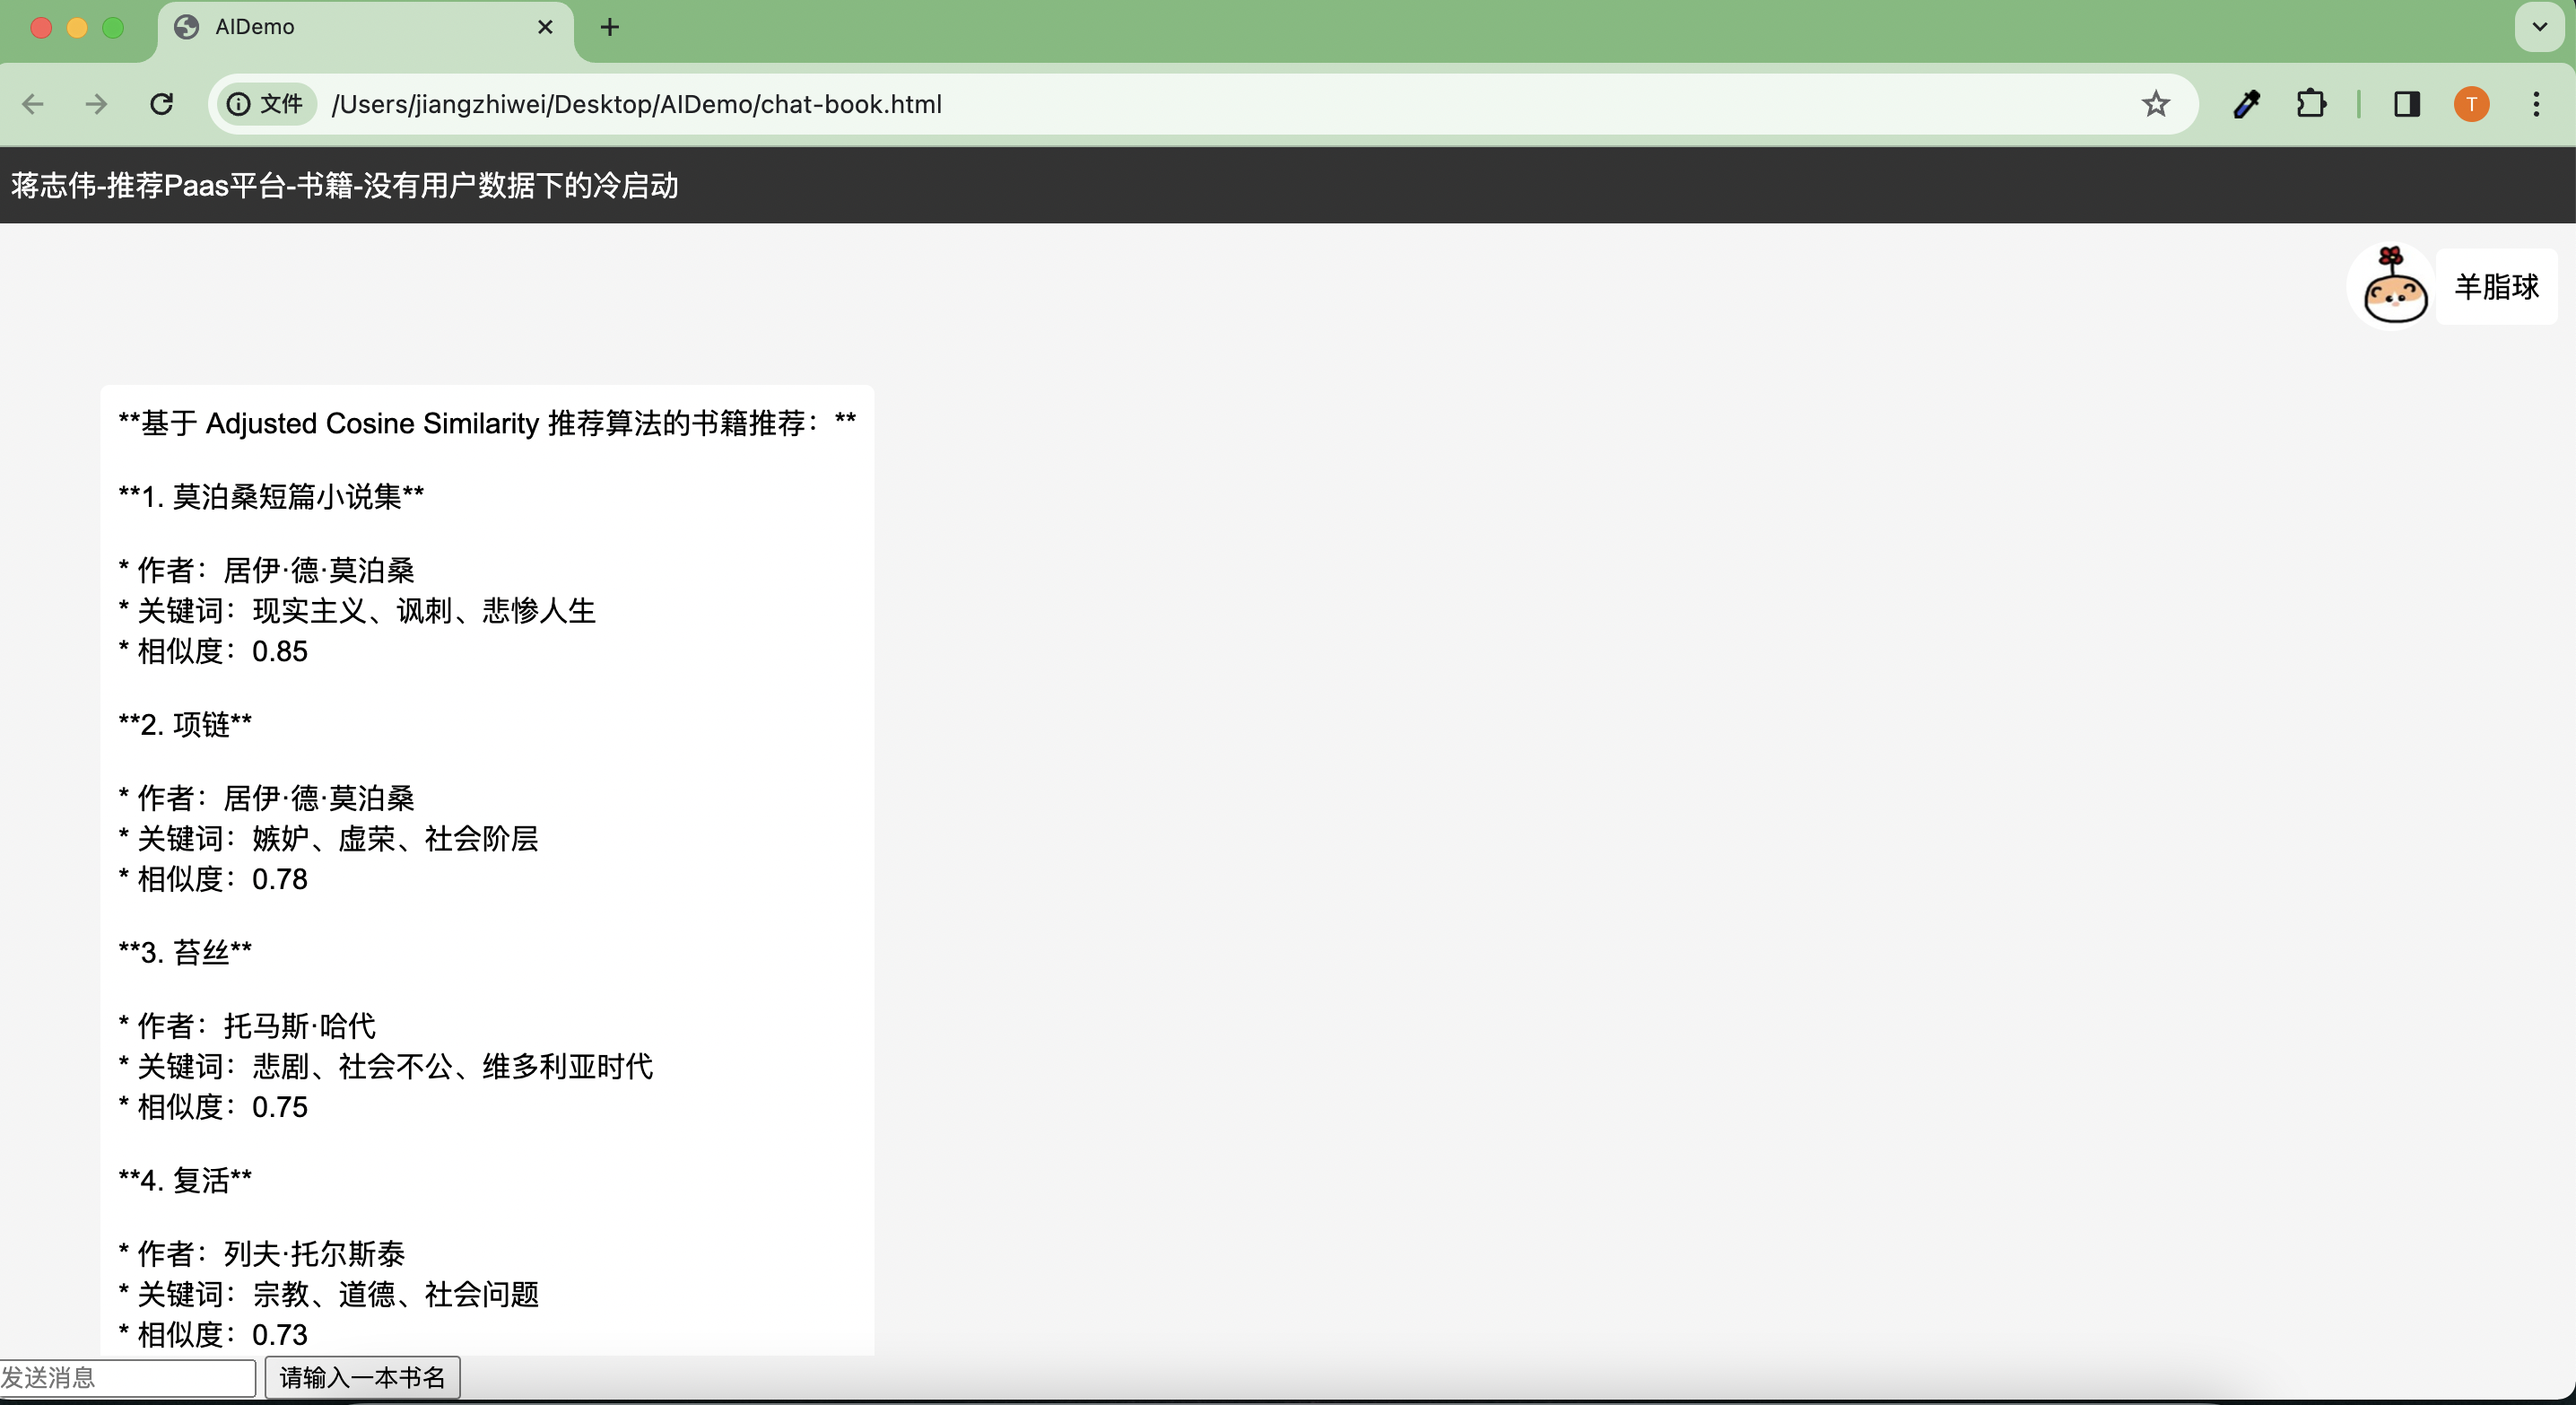 AIDemo
文件 /Users/jiangzhiwei/Desktop/AIDemo/chat-book.html
T
蒋志伟-推荐Paas平台-书籍-没有用户数据下的冷启动
羊脂球
**基于 Adjusted Cosine Similarity 推荐算法的书籍推荐：**
**1. 莫泊桑短篇小说集**
* 作者：居伊·德·莫泊桑
* 关键词：现实主义、讽刺、悲惨人生
* 相似度：0.85
**2. 项链**
* 作者：居伊·德·莫泊桑
* 关键词：嫉妒、虚荣、社会阶层
* 相似度：0.78
**3. 苔丝**
* 作者：托马斯·哈代
* 关键词：悲剧、社会不公、维多利亚时代
* 相似度：0.75
**4. 复活**
* 作者：列夫·托尔斯泰
* 关键词：宗教、道德、社会问题
* 相似度：0.73
发送消息 请输入一本书名